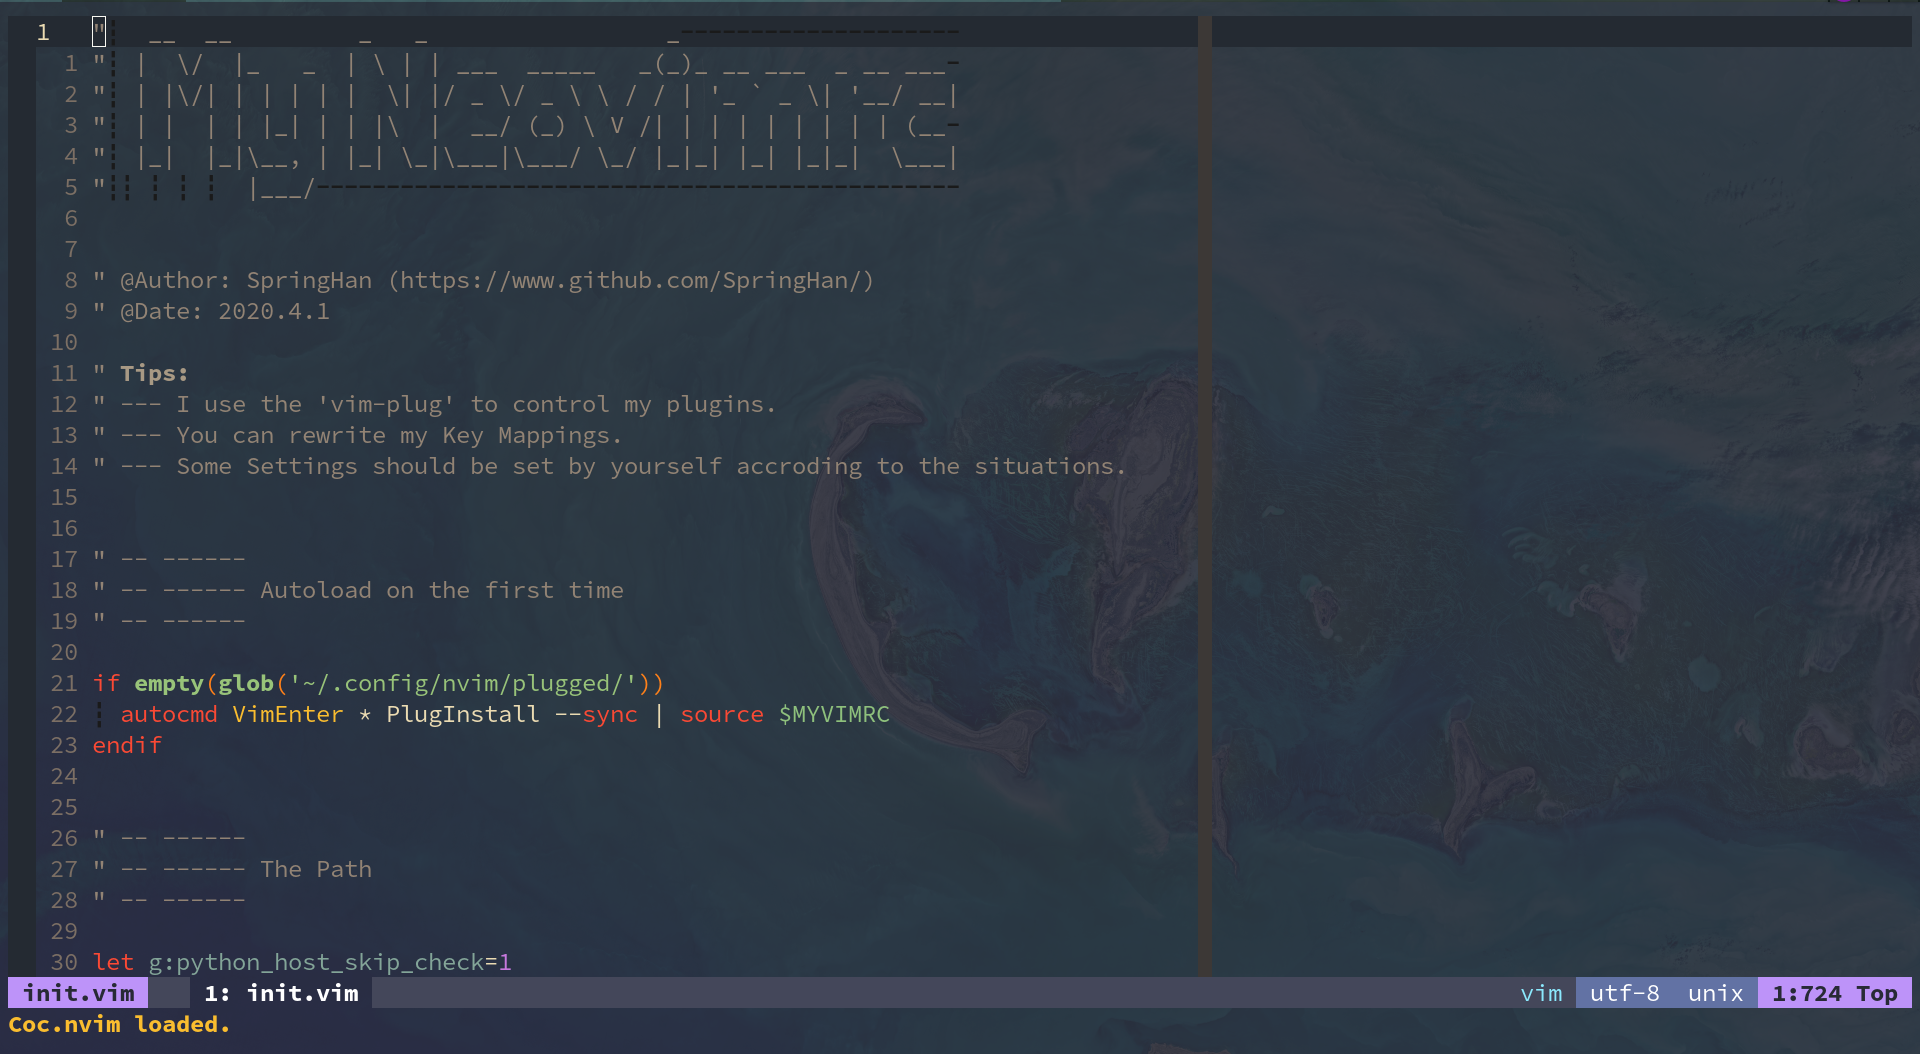 1   "   __  __         _   _                 _--------------------
  1 " |  \/  |_   _  | \ | | ___  _____   _(_)_ __ ___  _ __ ___-
  2 " | |\/| | | | | |  \| |/ _ \/ _ \ \ / / | '_ ` _ \| '__/ __|
  3 " | |  | | |_| | | |\  |  __/ (_) \ V /| | | | | | | | | (__-
  4 " |_|  |_|\__, | |_| \_|\___|\___/ \_/ |_|_| |_| |_|_|  \___|
  5 "¦¦ ¦ ¦ ¦  |___/----------------------------------------------
  6
  7
  8 " @Author: SpringHan (https://www.github.com/SpringHan/)
  9 " @Date: 2020.4.1
 10
 11 " Tips:
 12 " --- I use the 'vim-plug' to control my plugins.
 13 " --- You can rewrite my Key Mappings.
 14 " --- Some Settings should be set by yourself accroding to the situations.
 15
 16
 17 " -- ------
 18 " -- ------ Autoload on the first time
 19 " -- ------
 20
 21 if empty(glob('~/.config/nvim/plugged/'))
 22 ¦ autocmd VimEnter * PlugInstall --sync | source $MYVIMRC
 23 endif
 24
 25
 26 " -- ------
 27 " -- ------ The Path
 28 " -- ------
 29
 30 let g:python_host_skip_check=1
init.vim 1: init.vim vim utf-8 unix 1:724 Top
Coc.nvim loaded.